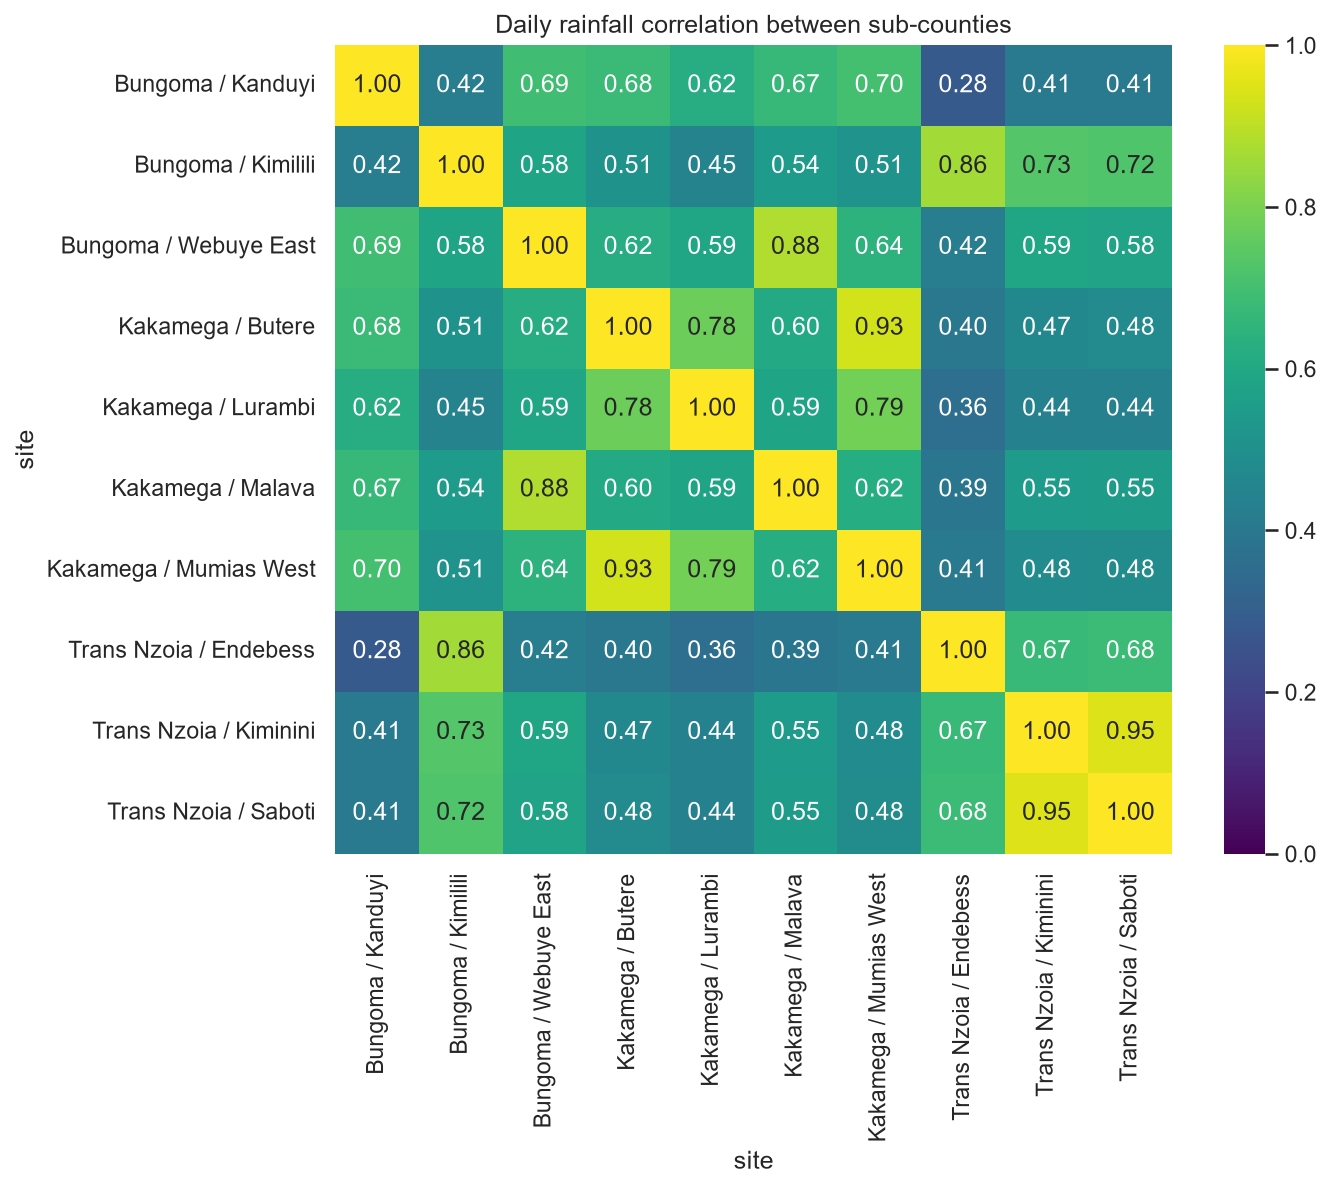 Daily rainfall correlation between sub-counties
Bungoma / Kanduyi 1.00 0.42 0.69 0.68 0.62 0.67 0.70 0.28 0.41 0.41
Bungoma / Kimilili 0.42 1.00 0.58 0.51 0.45 0.54 0.51 0.86 0.73 0.72
Bungoma / Webuye East 0.69 0.58 1.00 0.62 0.59 0.88 0.64 0.42 0.59 0.58
Kakamega / Butere 0.68 0.51 0.62 1.00 0.78 0.60 0.93 0.40 0.47 0.48
Kakamega / Lurambi 0.62 0.45 0.59 0.78 1.00 0.59 0.79 0.36 0.44 0.44
Kakamega / Malava 0.67 0.54 0.88 0.60 0.59 1.00 0.62 0.39 0.55 0.55
Kakamega / Mumias West 0.70 0.51 0.64 0.93 0.79 0.62 1.00 0.41 0.48 0.48
Trans Nzoia / Endebess 0.28 0.86 0.42 0.40 0.36 0.39 0.41 1.00 0.67 0.68
Trans Nzoia / Kiminini 0.41 0.73 0.59 0.47 0.44 0.55 0.48 0.67 1.00 0.95
Trans Nzoia / Saboti 0.41 0.72 0.58 0.48 0.44 0.55 0.48 0.68 0.95 1.00
site
Bungoma / Kanduyi
Bungoma / Kimilili
Bungoma / Webuye East
Kakamega / Butere
Kakamega / Lurambi
Kakamega / Malava
Kakamega / Mumias West
Trans Nzoia / Endebess
Trans Nzoia / Kiminini
Trans Nzoia / Saboti
site
1.0
0.8
0.6
0.4
0.2
0.0